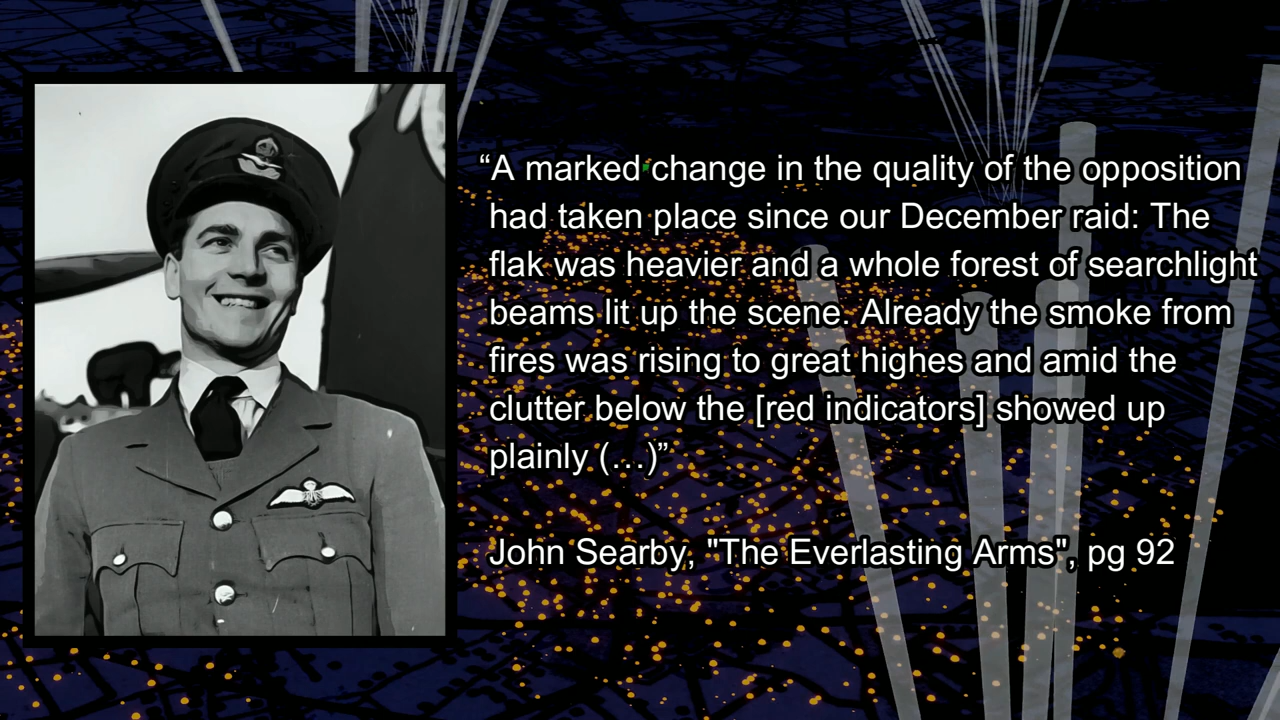 “A marked change in the quality of the opposition
had taken place since our December raid: The
flak was heavier and a whole forest of searchlight
beams lit up the scene. Already the smoke from
fires was rising to great highes and amid the
clutter below the [red indicators] showed up
plainly (…)”
John Searby, "The Everlasting Arms", pg 92